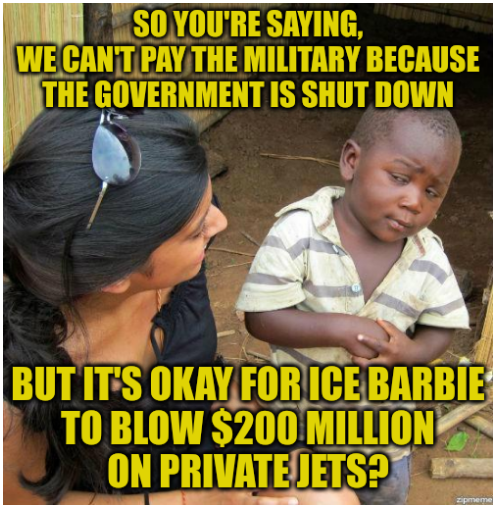 SO YOU'RE SAYING,
WE CAN'T PAY THE MILITARY BECAUSE
THE GOVERNMENT IS SHUT DOWN
BUT IT'S OKAY FOR ICE BARBIE
TO BLOW $200 MILLION
ON PRIVATE JETS?
zipmeme